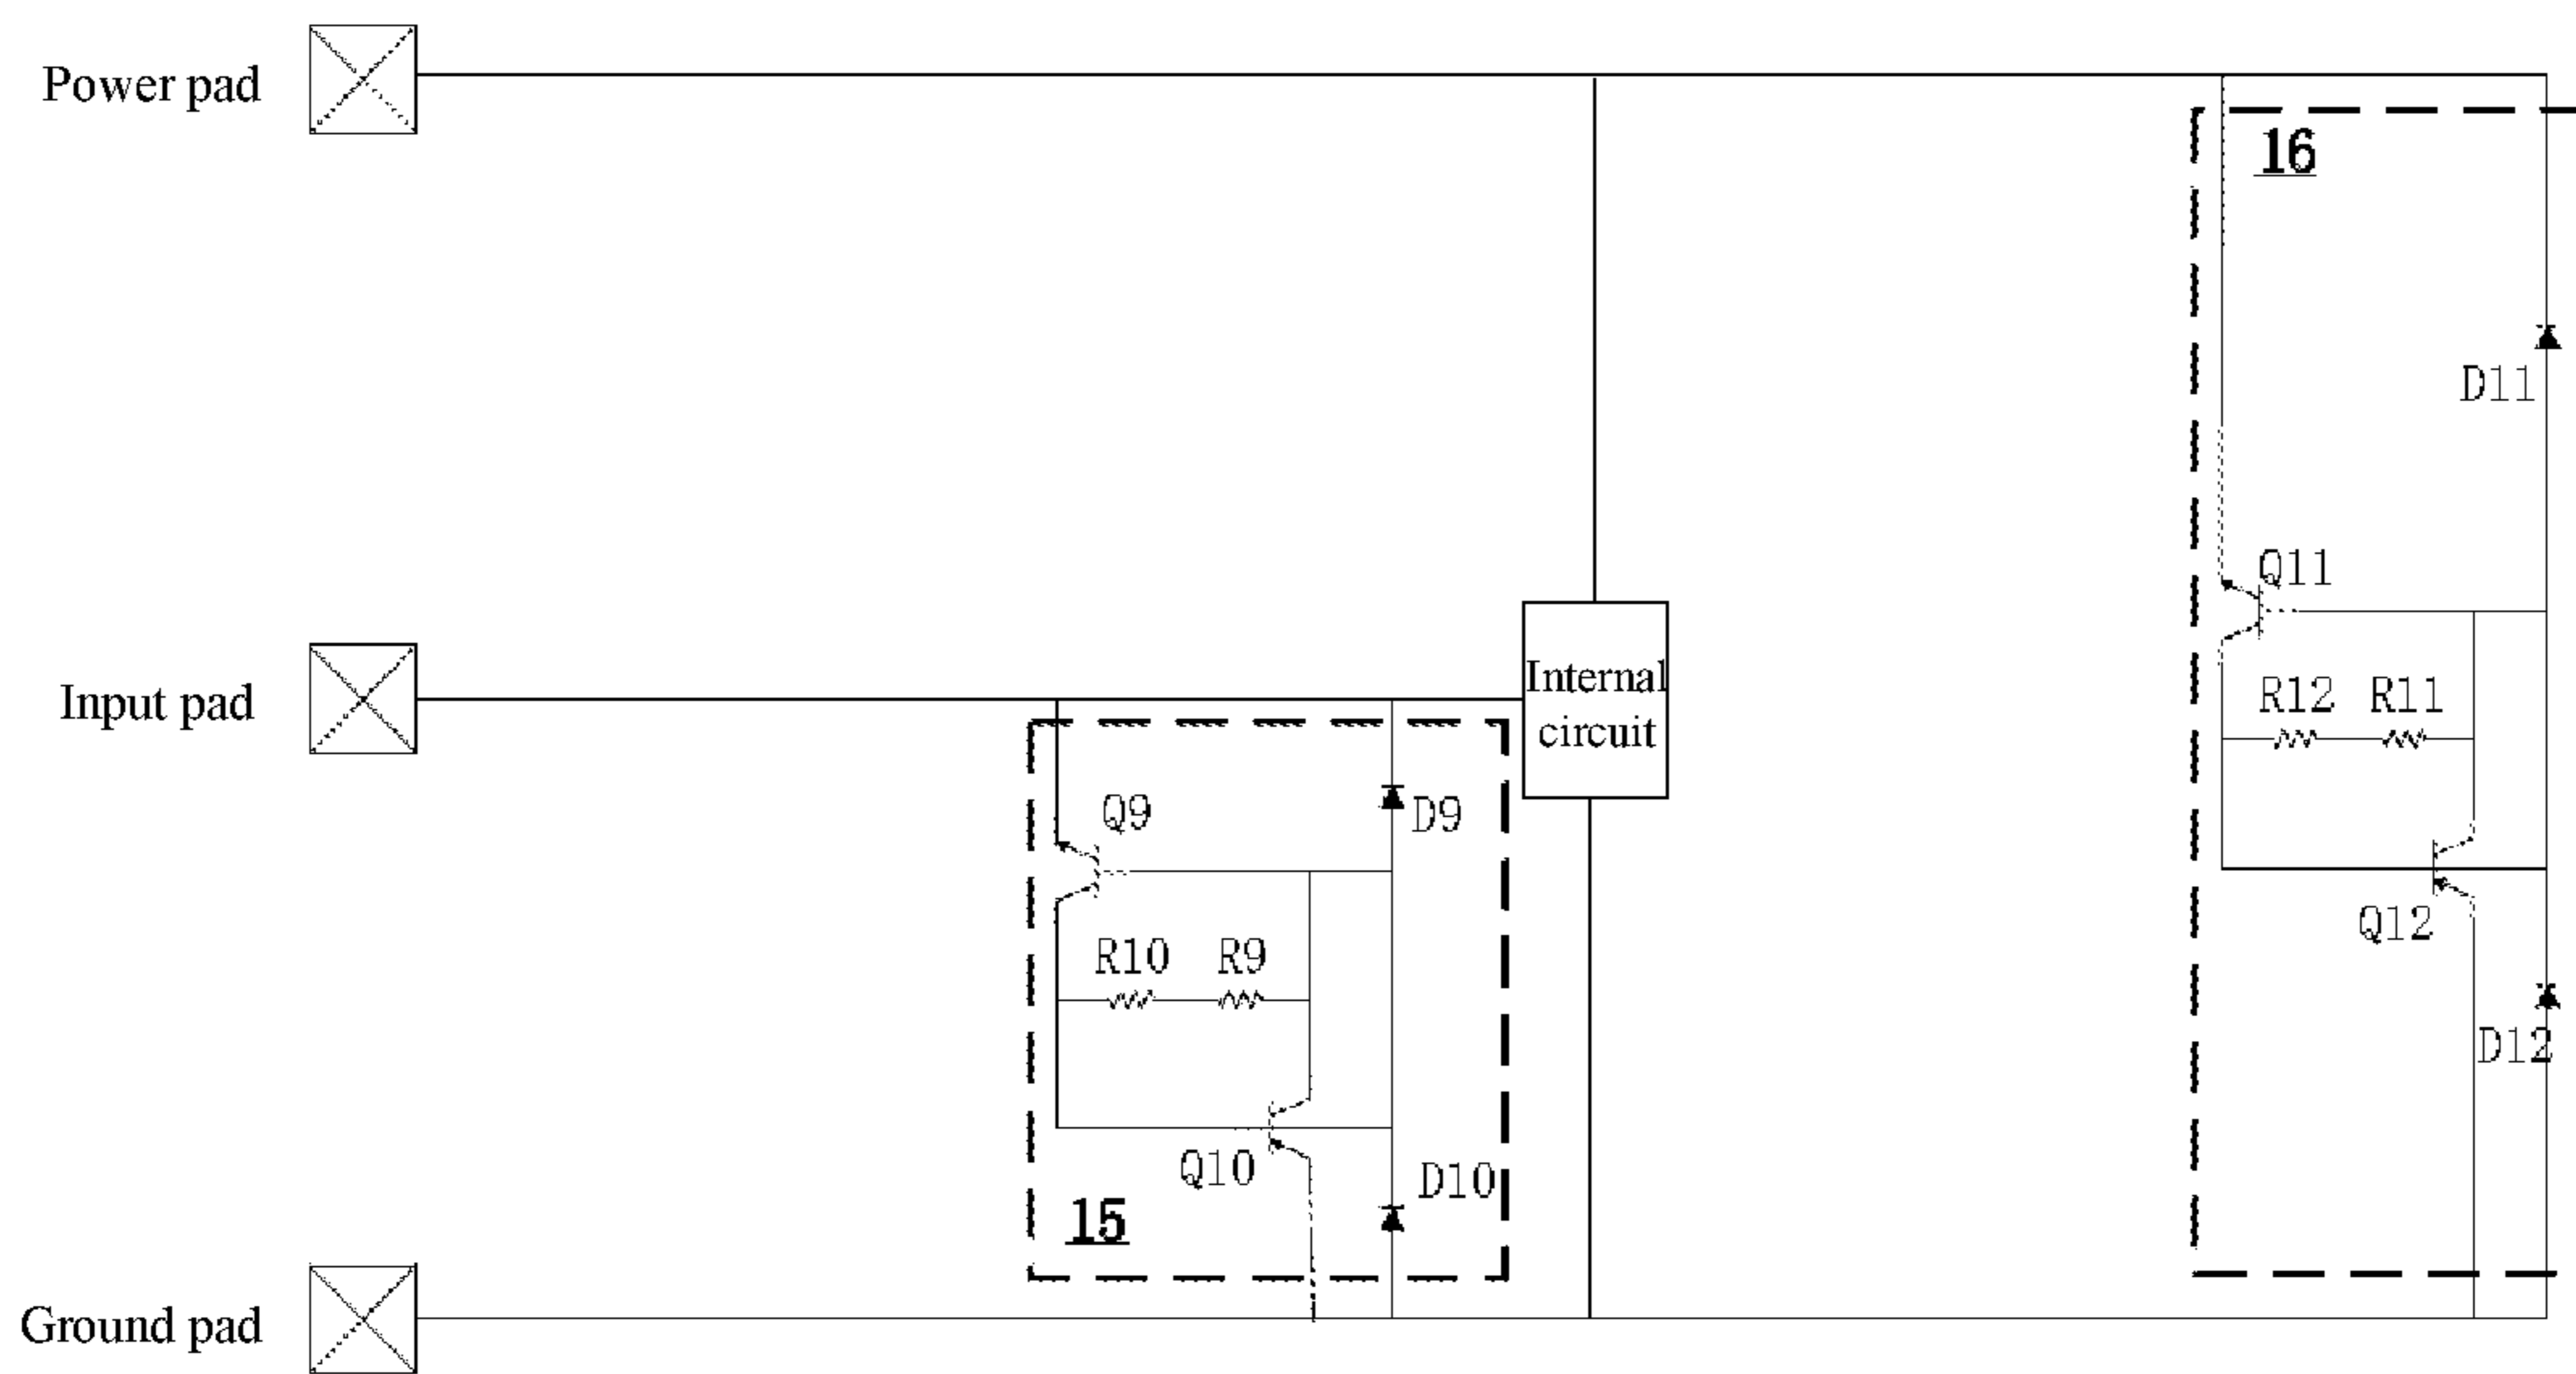 Power pad
16
D11
Q11
Input pad
Internal
circuit
R12 R11
Q9
D9
Q12
R10 R9
D12
Q10
D10
15
Ground pad